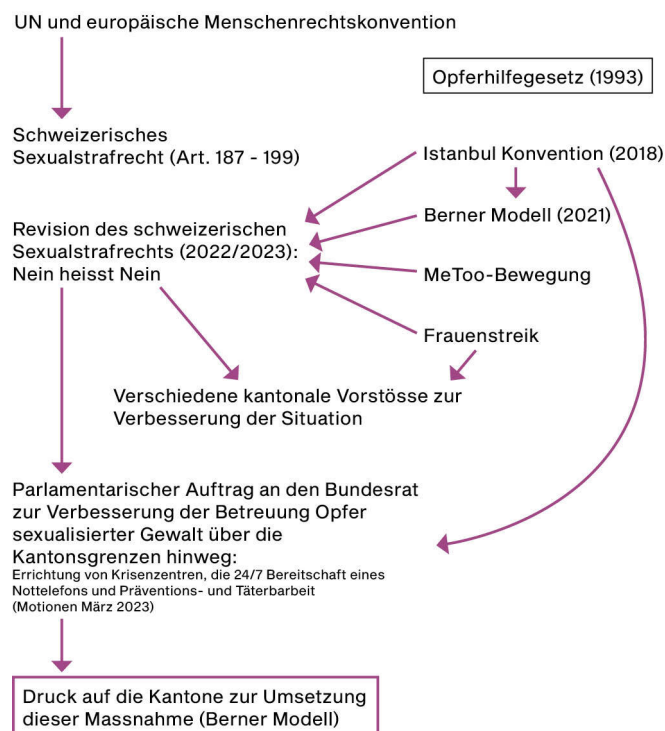 UN und europäische Menschenrechtskonvention
Opferhilfegesetz (1993)
Schweizerisches
Sexualstrafrecht (Art. 187 - 199)
Istanbul Konvention (2018)
Berner Modell (2021)
Revision des schweizerischen
Sexualstrafrechts (2022/2023):
Nein heisst Nein
MeToo-Bewegung
Frauenstreik
Verschiedene kantonale Vorstösse zur
Verbesserung der Situation
Parlamentarischer Auftrag an den Bundesrat
zur Verbesserung der Betreuung Opfer
sexualisierter Gewalt über die
Kantonsgrenzen hinweg:
Errichtung von Krisenzentren, die 24/7 Bereitschaft eines
Nottelefons und Präventions- und Täterbarbeit
(Motionen März 2023)
Druck auf die Kantone zur Umsetzung
dieser Massnahme (Berner Modell)